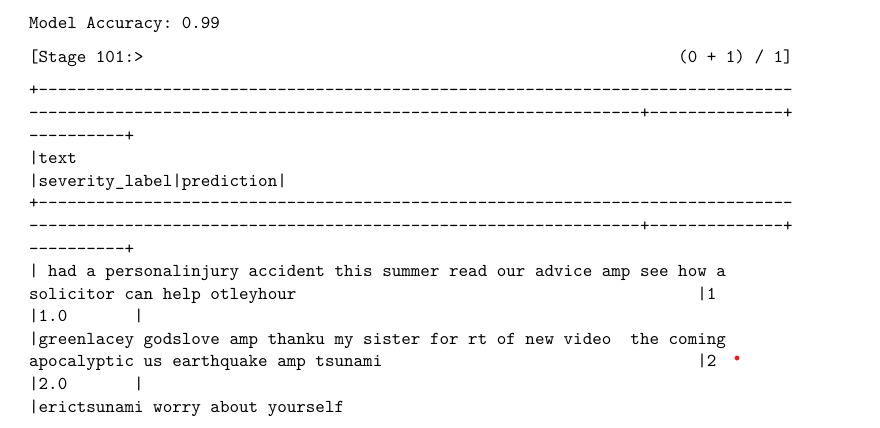 Model Accuracy: 0.99
[Stage 101:> (0 + 1) / 1]
+-------------------------------------------------------------------------------
----------------------------------------------------------------+--------------+
----------+
|text
|severity_label|prediction|
+-------------------------------------------------------------------------------
----------------------------------------------------------------+--------------+
----------+
| had a personalinjury accident this summer read our advice amp see how a
solicitor can help otleyhour |1
|1.0 |
|greenlacey godslove amp thanku my sister for rt of new video  the coming
apocalyptic us earthquake amp tsunami |2
|2.0 |
|erictsunami worry about yourself